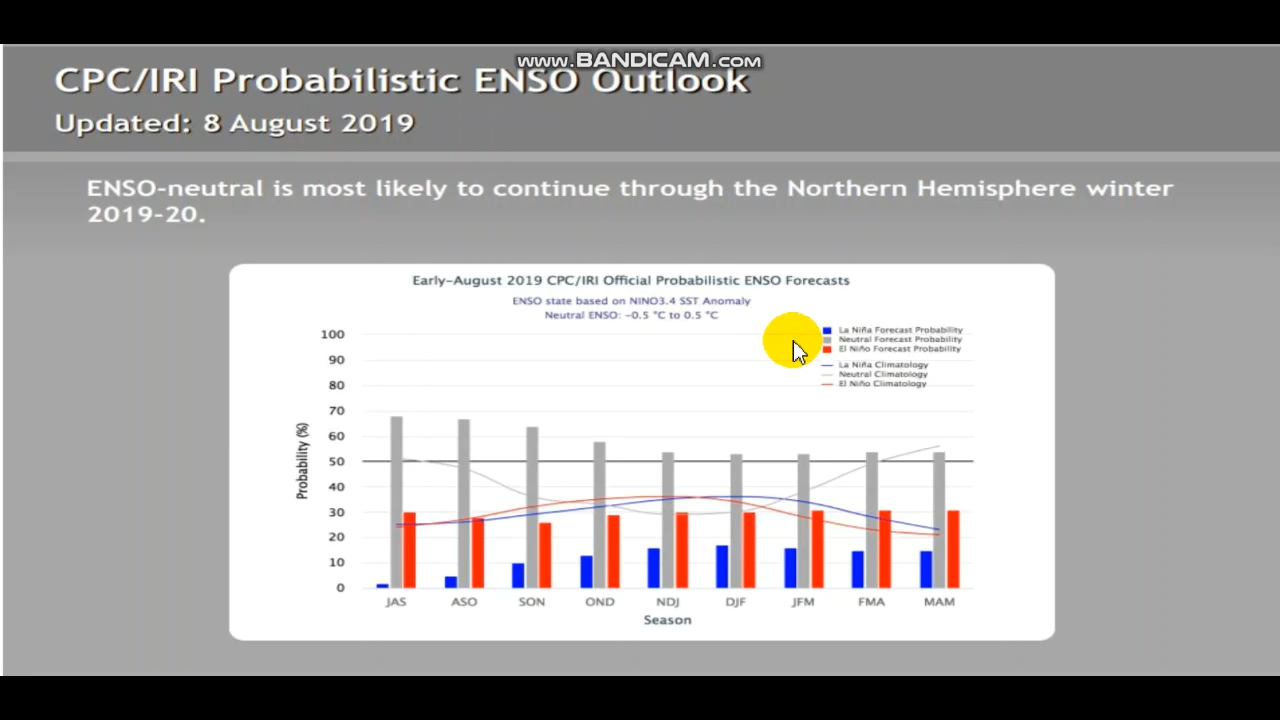 www.BANDICAM.com
CPC/IRI Probabilistic ENSO Outlook
Updated: 8 August 2019
ENSO-neutral is most likely to continue through the Northern Hemisphere winter
2019-20.
Early-August 2019 CPC/IRI Official Probabilistic ENSO Forecasts
ENSO state based on NINO3.4 SST Anomaly
Neutral ENSO: -0.5 °C to 0.5 °C
La Niña Forecast Probability
Neutral Forecast Probability
El Niño Forecast Probability
La Niña Climatology
Neutral Climatology
El Niño Climatology
Probability (%)
100
90
80
70
60
50
40
30
20
10
0
JAS ASO SON OND NDJ DJF JFM FMA MAM
Season